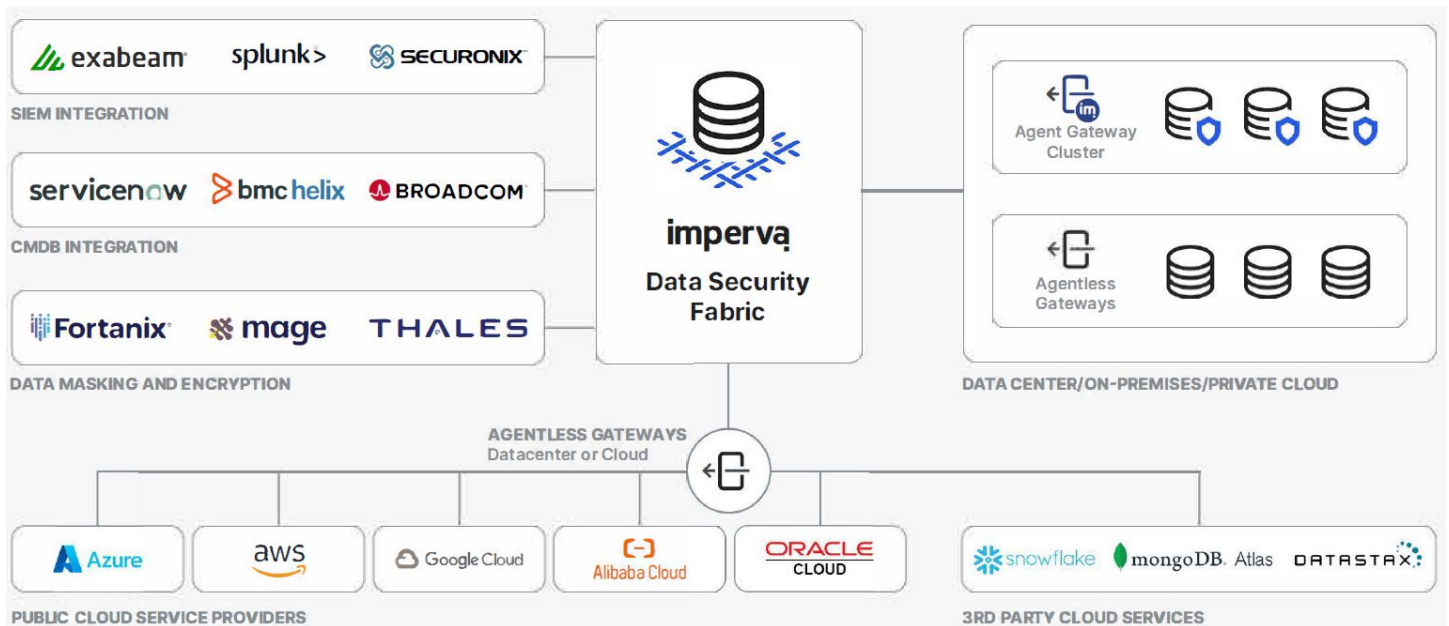 exabeam
splunk>
SECURONIX
SIEM INTEGRATION
servicenow
bmc helix
BROADCOM
CMDB INTEGRATION
Fortanix
mage
THALES
DATA MASKING AND ENCRYPTION
imperva
Data Security
Fabric
im
Agent Gateway
Cluster
Agentless
Gateways
DATA CENTER/ON-PREMISES/PRIVATE CLOUD
AGENTLESS GATEWAYS
Datacenter or Cloud
Azure
aws
Google Cloud
Alibaba Cloud
ORACLE
CLOUD
PUBLIC CLOUD SERVICE PROVIDERS
snowflake
mongoDB. Atlas
DATASTAX
3RD PARTY CLOUD SERVICES